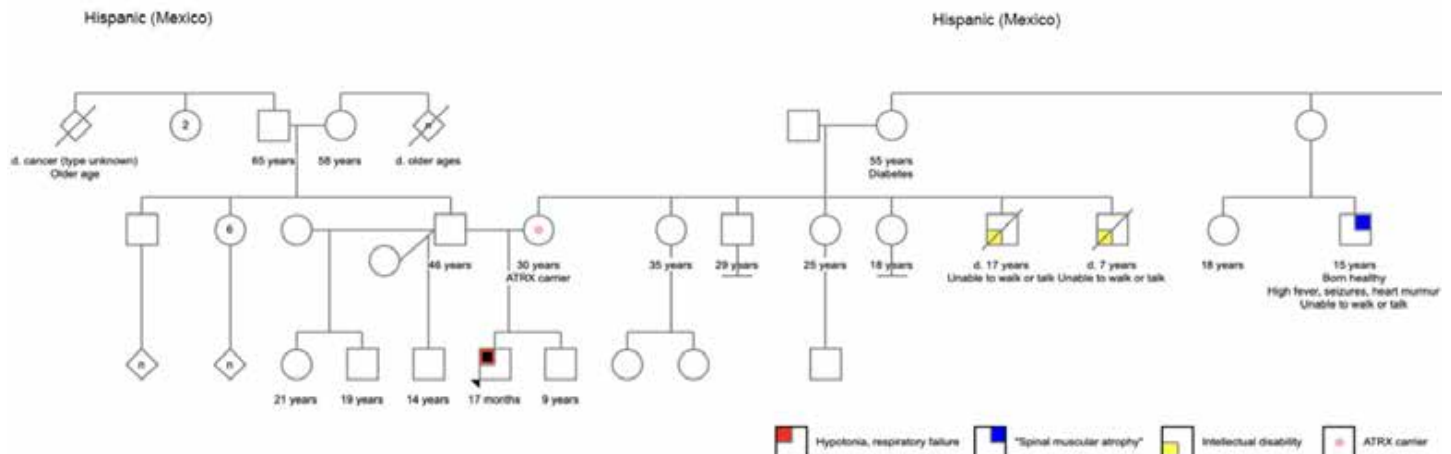 Hispanic (Mexico)
Hispanic (Mexico)
2
n
d. cancer (type unknown)
Older age
65 years
58 years
d. older ages
55 years
Diabetes
6
46 years
30 years
ATRX carrier
35 years
29 years
25 years
18 years
d. 17 years
Unable to walk or talk
d. 7 years
Unable to walk or talk
18 years
15 years
Born healthy
High fever, seizures, heart murmur
Unable to walk or talk
n
n
21 years
19 years
14 years
17 months
9 years
Hypotonia, respiratory failure
"Spinal muscular atrophy"
Intellectual disability
ATRX carrier